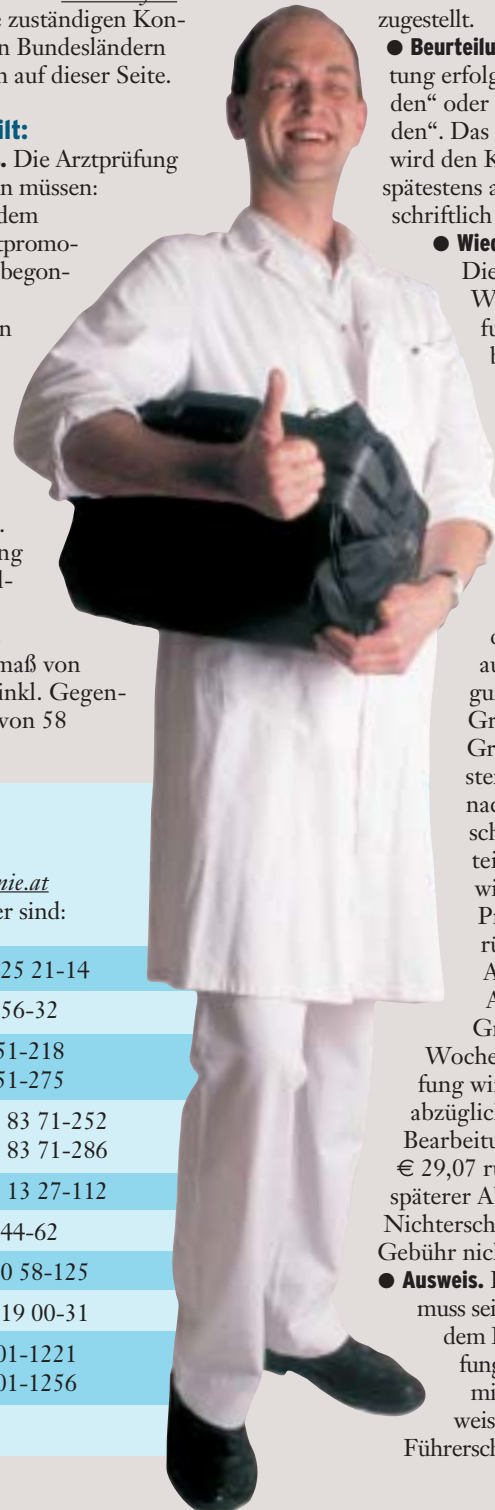 e zuständigen Kon-
n Bundesländern
n auf dieser Seite.
ilt:
Die Arztprüfung
n müssen:
dem
tpromo-
begon-
n
ng
l-
maß von
inkl. Gegen-
von 58
nie.at
er sind:
25 21-14
56-32
51-218
51-275
83 71-252
83 71-286
13 27-112
44-62
0 58-125
19 00-31
01-1221
01-1256
zugestellt.
● Beurteilu
tung erfolg
den“ oder
den“. Das
wird den K
spätestens a
schriftlich
● Wied
Die
W
fu
b
au
gu
Gr
Gr
ste
nac
sch
tei
wi
P
rü
A
A
G
Woche
fung wi
abzüglic
Bearbeitu
€ 29,07 r
späterer A
Nichtersch
Gebühr nic
● Ausweis.
muss sei
dem
fung
mi
weis
Führersch